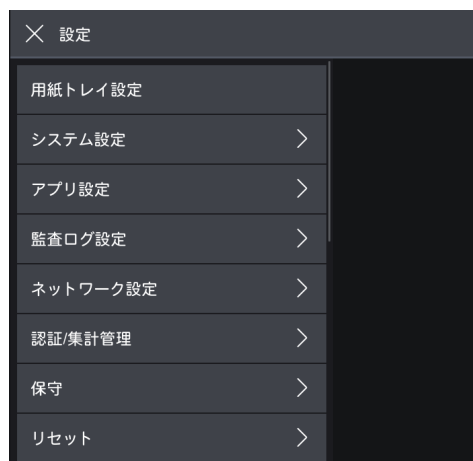 設定
用紙トレイ設定
システム設定
アプリ設定
監査ログ設定
ネットワーク設定
認証/集計管理
保守
リセット